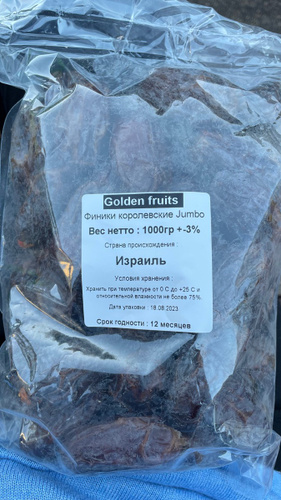 Golden fruits
Финики королевские Jumbo
Вес нетто : 1000гр +-3%
Страна происхождения :
Израиль
Условия хранения :
Хранить при температуре от 0 С до +25 С и
относительной влажности не более 75%
Дата упаковки : 18.08.2023
Срок годности : 12 месяцев